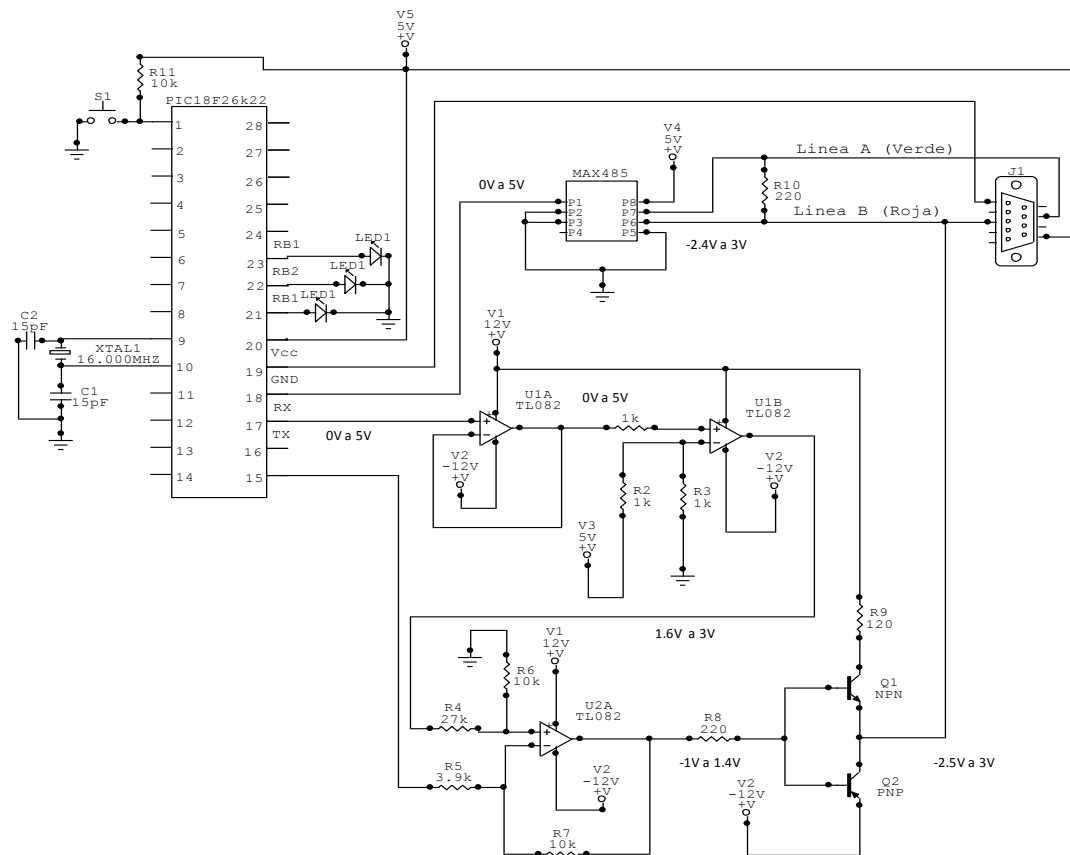 V5
5V
+V
R11
10k
S1
PIC18F26k22
1
2
3
4
5
6
7
8
9
10
11
12
13
14
28
27
26
25
24
23
22
21
20
19
18
17
16
15
RB1
RB2
RB1
Vcc
GND
RX
TX
LED1
LED1
LED1
C2
15pF
XTAL1
16.000MHZ
C1
15pF
0V a 5V
0V a 5V
V4
5V
+V
MAX485
P1
P2
P3
P4
P8
P7
P6
P5
-2.4V a 3V
R10
220
Linea A (Verde)
Linea B (Roja)
J1
V1
12V
+V
U1A
TL082
+
-
V2
-12V
+V
0V a 5V
1k
U1B
TL082
+
-
V2
-12V
+V
R2
1k
R3
1k
V3
5V
+V
1.6V a 3V
R9
120
Q1
NPN
Q2
PNP
-2.5V a 3V
V1
12V
+V
R6
10k
R4
27k
R5
3.9k
U2A
TL082
+
-
V2
-12V
+V
R7
10k
R8
220
-1V a 1.4V
V2
-12V
+V